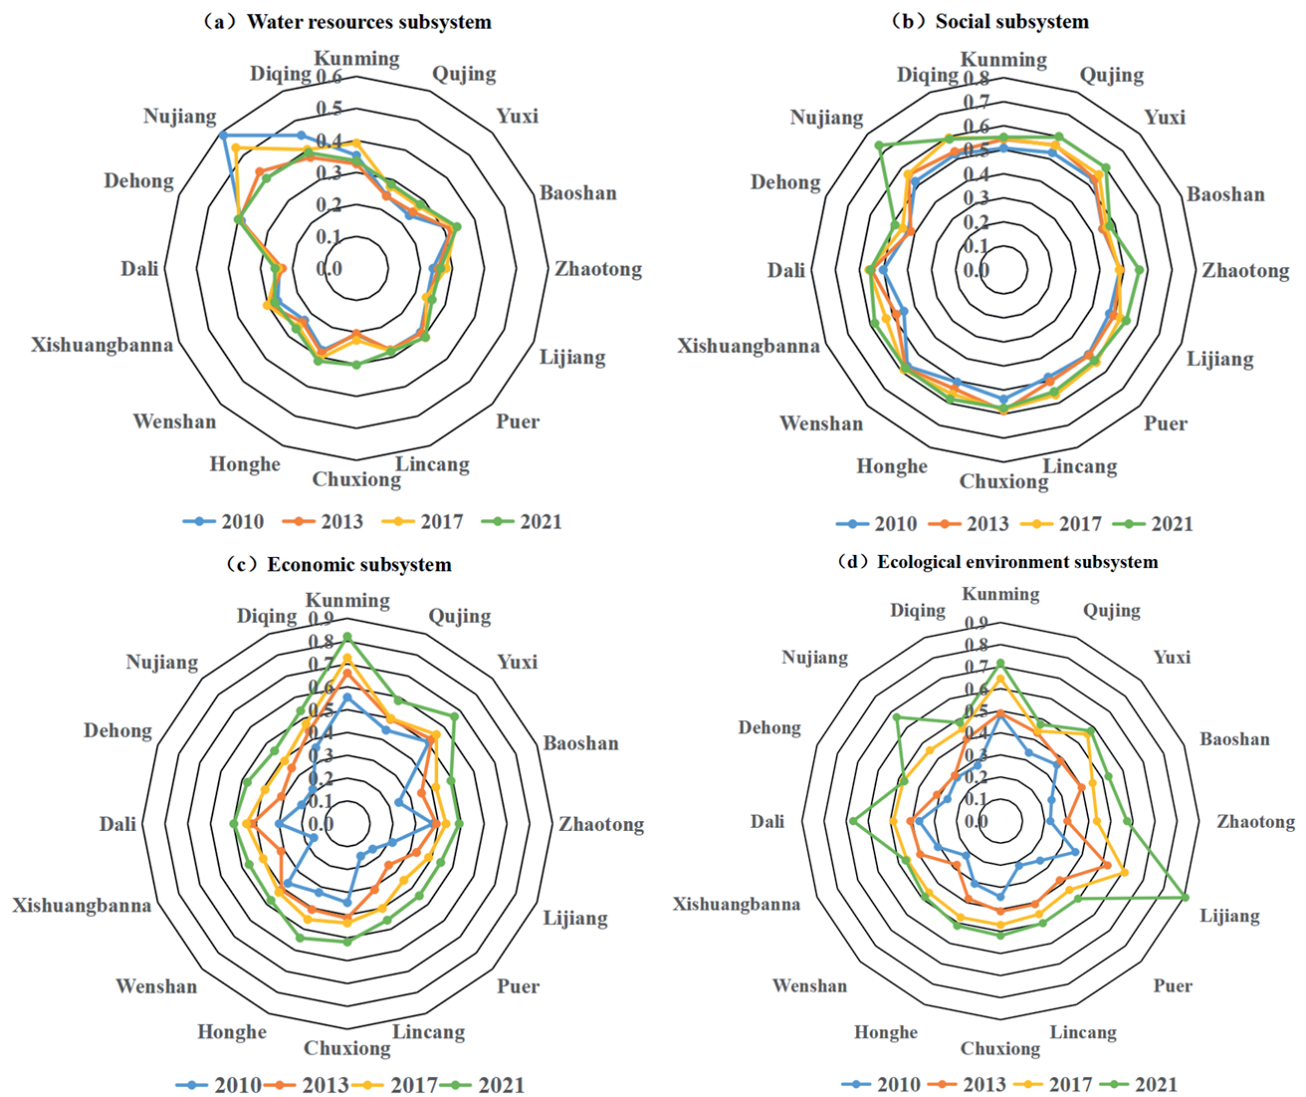 （a）Water resources subsystem
Kunming
Diqing
Qujing
Nujiang
Yuxi
Dehong
Baoshan
Dali
Zhaotong
Xishuangbanna
Lijiang
Wenshan
Puer
Honghe
Lincang
Chuxiong
0.6
0.5
0.4
0.3
0.2
0.1
0.0
2010 2013 2017 2021
（b）Social subsystem
Kunming
Diqing
Qujing
Nujiang
Yuxi
Dehong
Baoshan
Dali
Zhaotong
Xishuangbanna
Lijiang
Wenshan
Puer
Honghe
Lincang
Chuxiong
0.8
0.7
0.6
0.5
0.4
0.3
0.2
0.1
0.0
2010 2013 2017 2021
（c）Economic subsystem
Kunming
Diqing
Qujing
Nujiang
Yuxi
Dehong
Baoshan
Dali
Zhaotong
Xishuangbanna
Lijiang
Wenshan
Puer
Honghe
Lincang
Chuxiong
0.9
0.8
0.7
0.6
0.5
0.4
0.3
0.2
0.1
0.0
2010 2013 2017 2021
（d）Ecological environment subsystem
Kunming
Diqing
Qujing
Nujiang
Yuxi
Dehong
Baoshan
Dali
Zhaotong
Xishuangbanna
Lijiang
Wenshan
Puer
Honghe
Lincang
Chuxiong
0.9
0.8
0.7
0.6
0.5
0.4
0.3
0.2
0.1
0.0
2010 2013 2017 2021